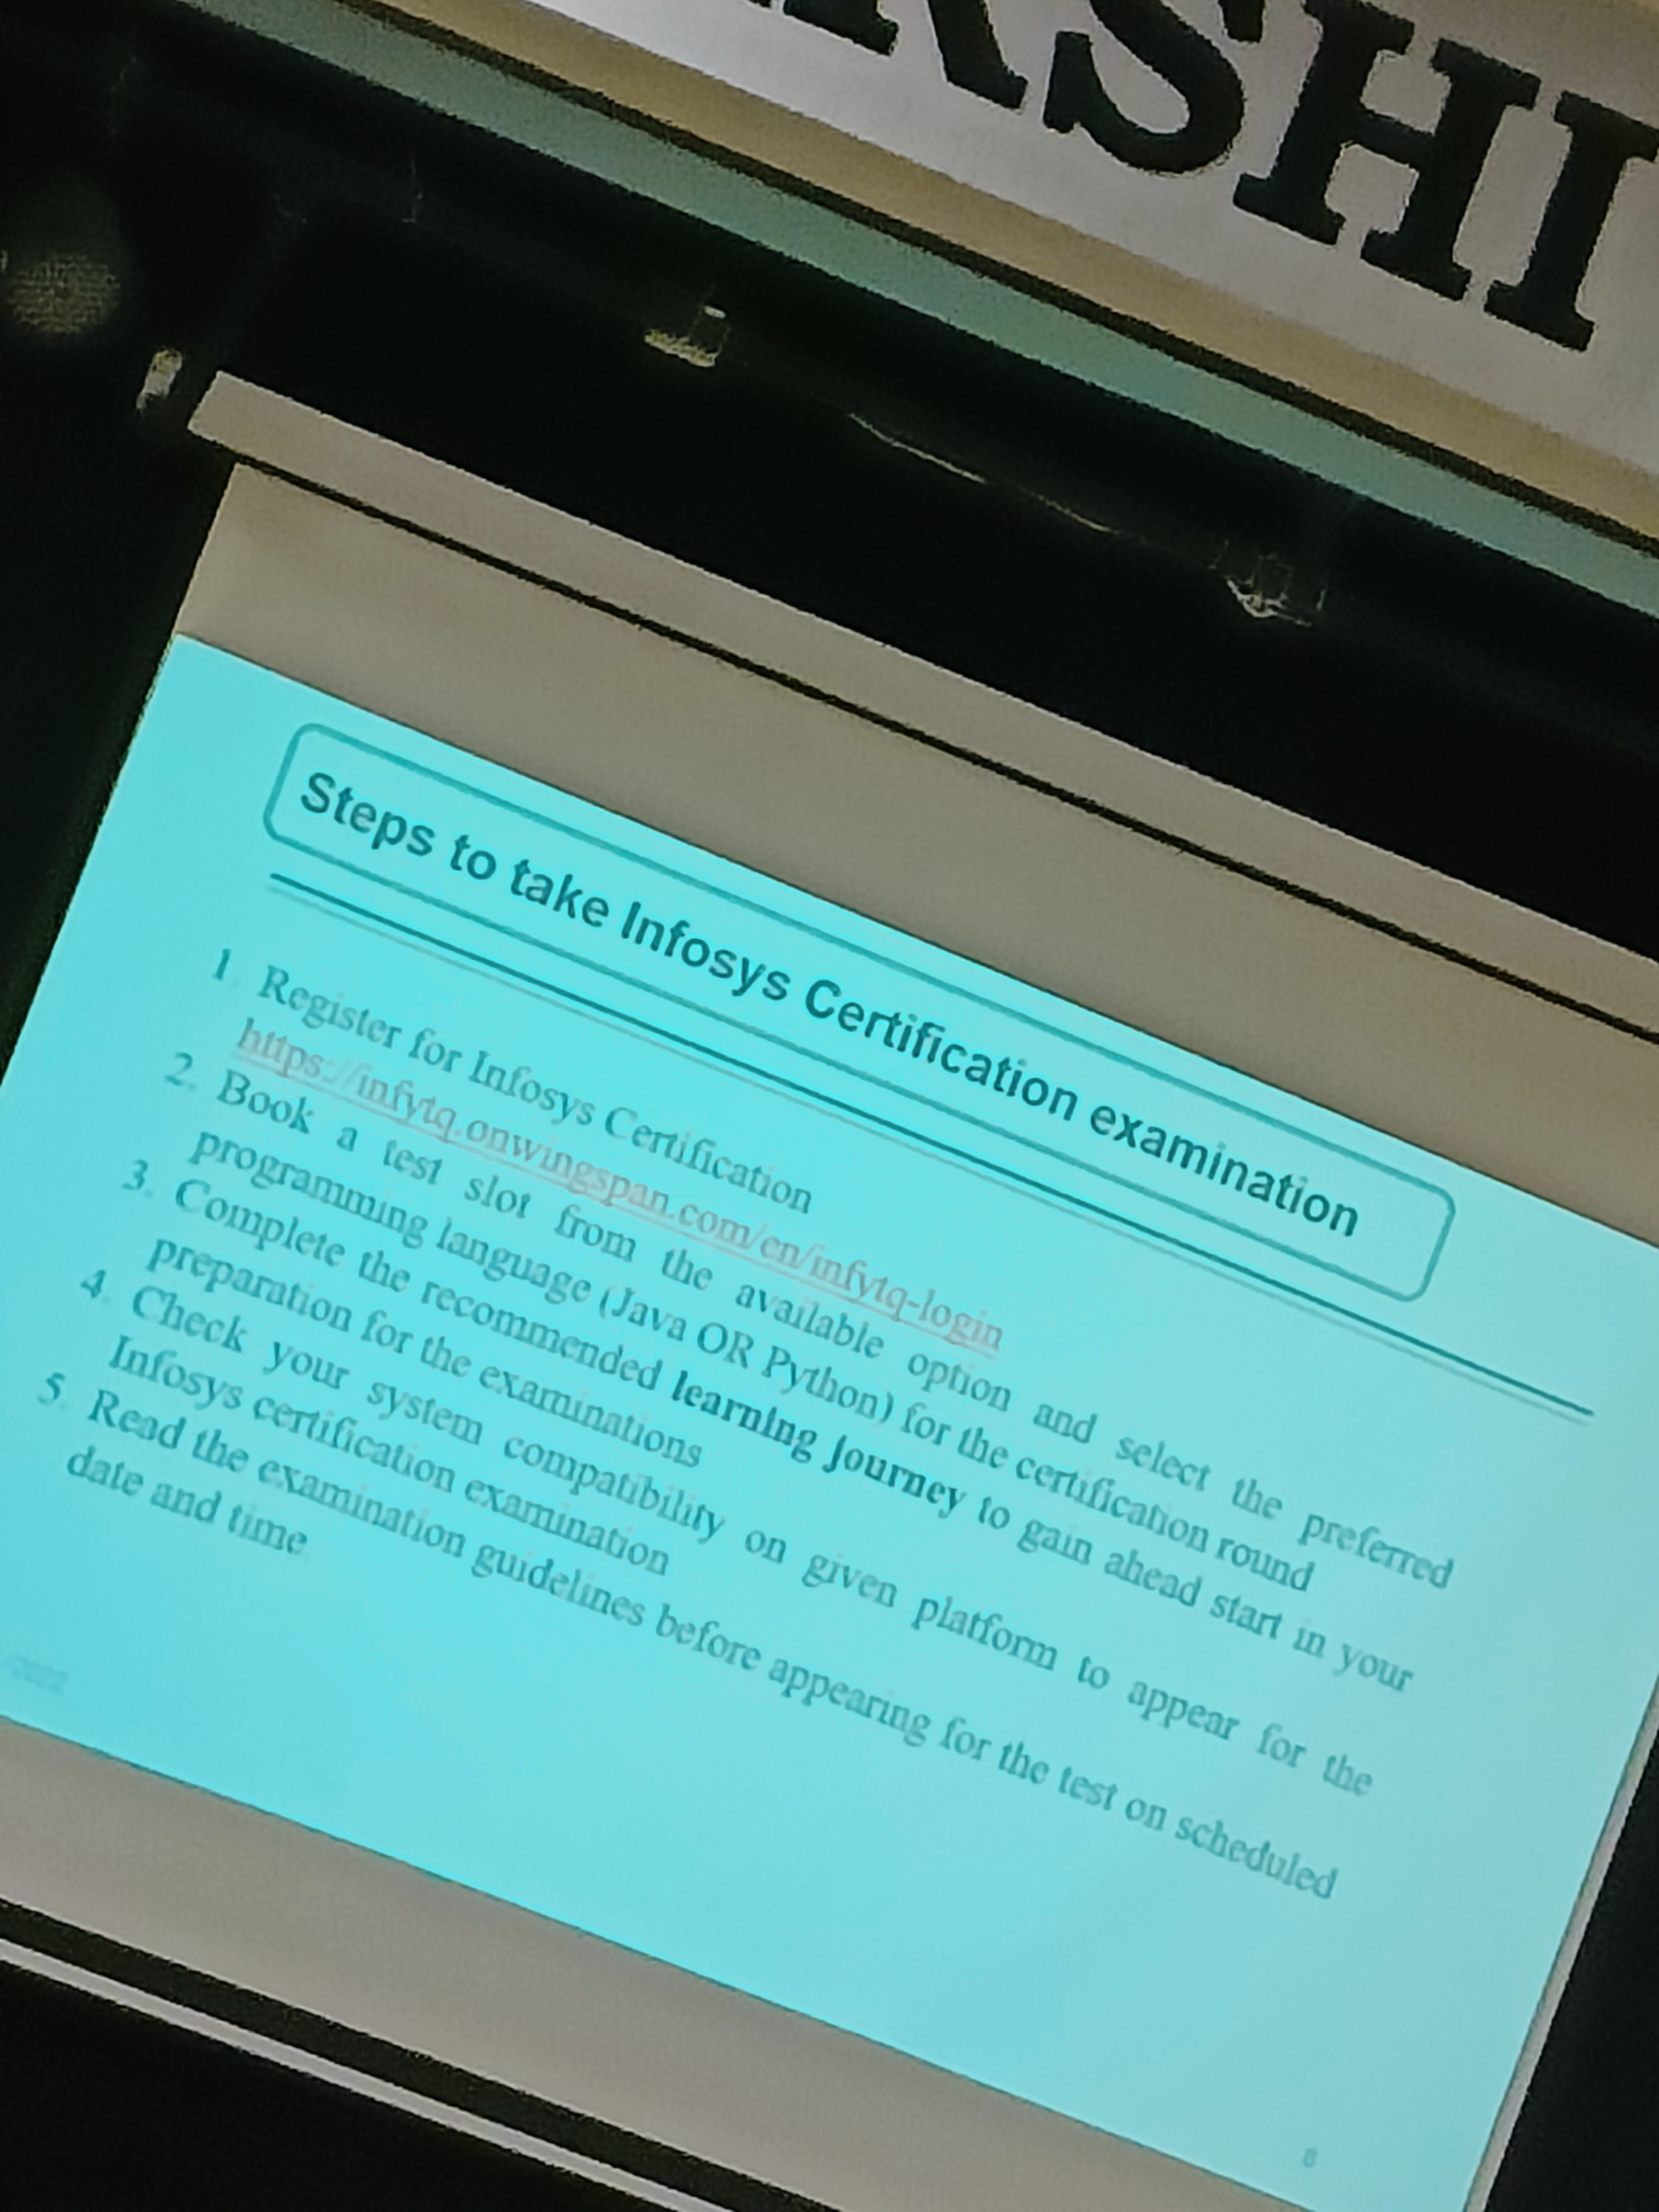 RSHI
Steps to take Infosys Certification examination
1. Register for Infosys Certification
https://infytq.onwingspan.com/en/infytq-login
2. Book a test slot from the available option and select the preferred
programming language (Java OR Python) for the certification round
3. Complete the recommended learning journey to gain ahead start in your
preparation for the examinations
4. Check your system compatibility on given platform to appear for the
Infosys certification examination
5. Read the examination guidelines before appearing for the test on scheduled
date and time
/2022
8